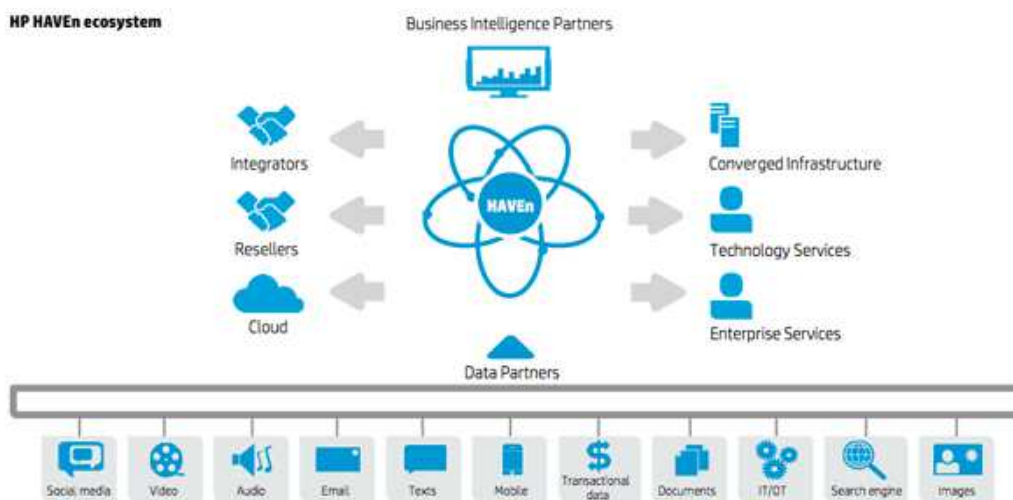 HP HAVEn ecosystem
Business Intelligence Partners
Integrators
Converged Infrastructure
HAVEn
Resellers
Technology Services
Cloud
Enterprise Services
Data Partners
Social media
Video
Audio
Email
Texts
Mobile
Transactional
data
Documents
IT/OT
Search engine
Images